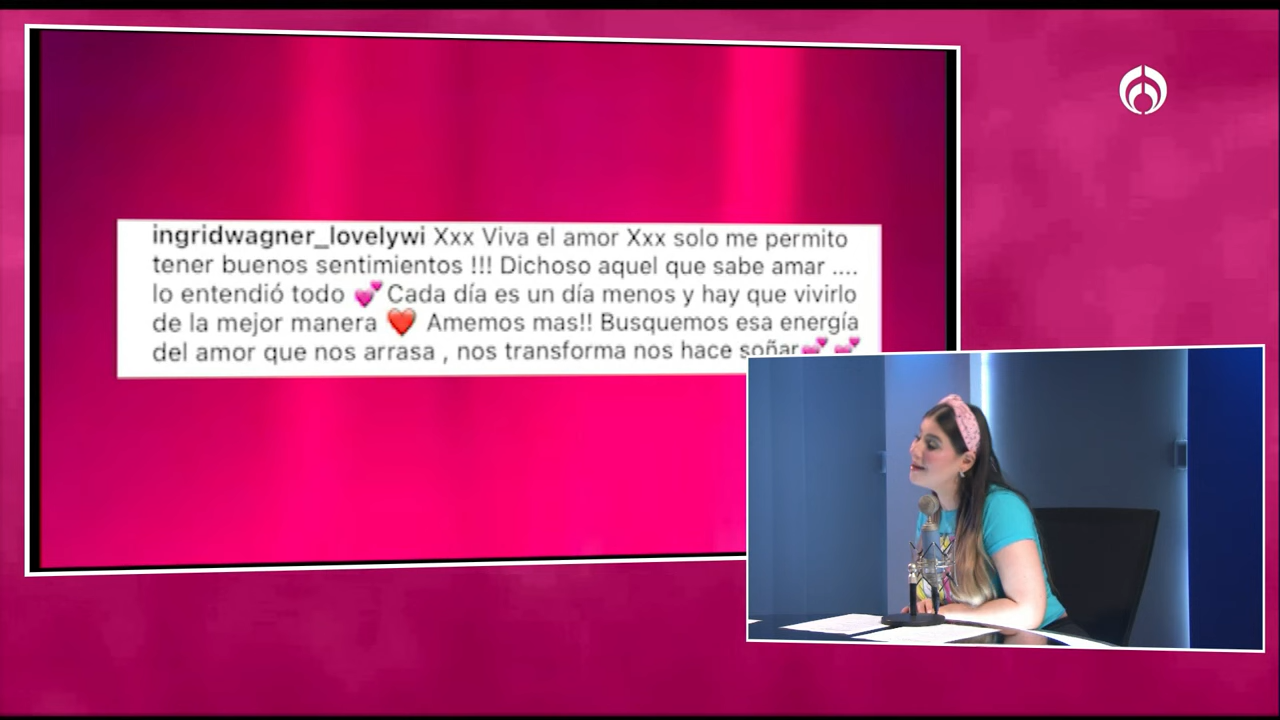 ingridwagner_lovelywi Xxx Viva el amor Xxx solo me permito
tener buenos sentimientos !!! Dichoso aquel que sabe amar ....
lo entendió todo 💕 Cada día es un día menos y hay que vivirlo
de la mejor manera ❤️ Amemos mas!! Busquemos esa energía
del amor que nos arrasa , nos transforma nos hace soñar💕 💕